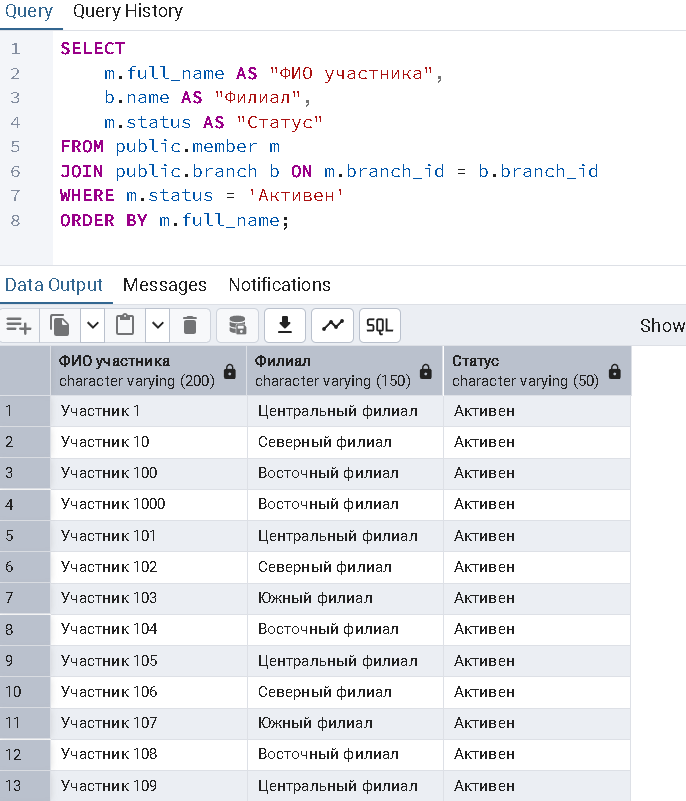 Query Query History
1 SELECT
2 m.full_name AS "ФИО участника",
3 b.name AS "Филиал",
4 m.status AS "Статус"
5 FROM public.member m
6 JOIN public.branch b ON m.branch_id = b.branch_id
7 WHERE m.status = 'Активен'
8 ORDER BY m.full_name;
Data Output Messages Notifications
SQL Show
ФИО участника Филиал Статус
character varying (200) character varying (150) character varying (50)
1 Участник 1 Центральный филиал Активен
2 Участник 10 Северный филиал Активен
3 Участник 100 Восточный филиал Активен
4 Участник 1000 Восточный филиал Активен
5 Участник 101 Центральный филиал Активен
6 Участник 102 Северный филиал Активен
7 Участник 103 Южный филиал Активен
8 Участник 104 Восточный филиал Активен
9 Участник 105 Центральный филиал Активен
10 Участник 106 Северный филиал Активен
11 Участник 107 Южный филиал Активен
12 Участник 108 Восточный филиал Активен
13 Участник 109 Центральный филиал Активен